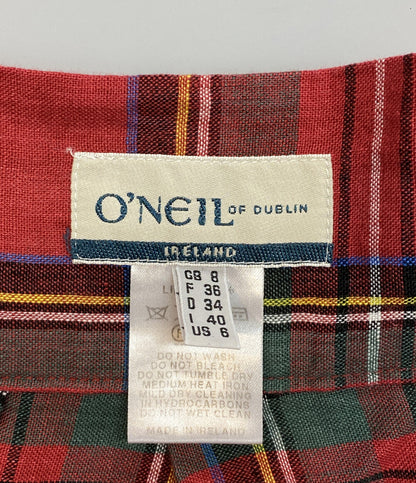 O'NEIL OF DUBLIN
IRELAND
GB 8
F 36
D 34
I 40
US 6
DO NOT WASH
DO NOT BLEACH
DO NOT TUMBLE DRY
MEDIUM HEAT IRON
MILD DRY CLEANING
IN HYDROCARBONS
DO NOT WET CLEAN
MADE IN IRELAND